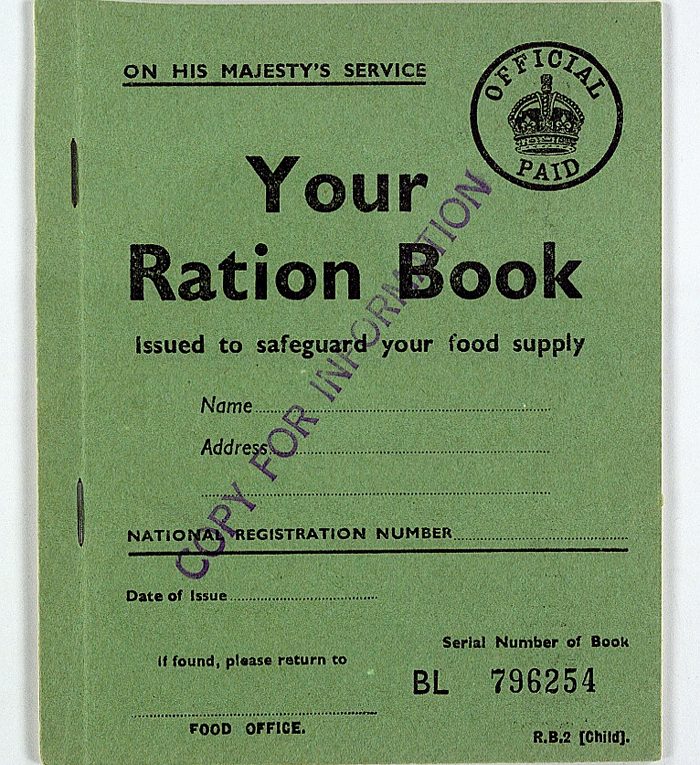 ON HIS MAJESTY'S SERVICE
OFFICIAL
PAID
Your
Ration Book
Issued to safeguard your food supply
Name
Address
NATIONAL REGISTRATION NUMBER
Date of Issue
If found, please return to
FOOD OFFICE.
Serial Number of Book
BL 796254
R.B.2 [Child].
COPY FOR INFORMATION